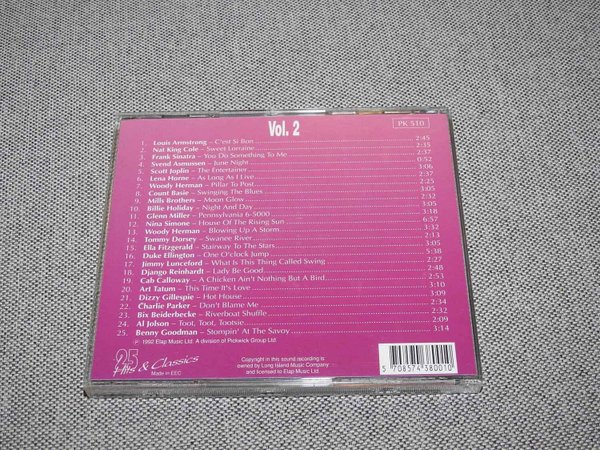 Vol. 2
PK 510
1. Louis Armstrong – C'est Si Bon 2:45
2. Nat King Cole – Sweet Lorraine 2:35
3. Frank Sinatra – You Do Something To Me 2:37
4. Svend Asmussen – June Night 0:52
5. Scott Joplin – The Entertainer 3:06
6. Lena Horne – As Long As I Live 2:37
7. Woody Herman – Pillar To Post 2:25
8. Count Basie – Swinging The Blues 3:05
9. Mills Brothers – Moon Glow 2:32
10. Billie Holiday – Night And Day 3:05
11. Glenn Miller – Pennsylvania 6-5000 3:18
12. Nina Simone – House Of The Rising Sun 6:57
13. Woody Herman – Blowing Up A Storm 3:32
14. Tommy Dorsey – Swanee River 2:13
15. Ella Fitzgerald – Stairway To The Stars 3:05
16. Duke Ellington – One O'clock Jump 5:38
17. Jimmy Lunceford – What Is This Thing Called Swing 2:27
18. Django Reinhardt – Lady Be Good 2:48
19. Cab Calloway – A Chicken Ain't Nothing But A Bird 2:53
20. Art Tatum – This Time It's Love 3:10
21. Dizzy Gillespie – Hot House 3:09
22. Charlie Parker – Don't Blame Me 2:34
23. Bix Beiderbecke – Riverboat Shuffle 2:32
24. Al Jolson – Toot, Toot, Tootsie 2:09
25. Benny Goodman – Stompin' At The Savoy 3:14
℗ 1992 Elap Music Ltd. A division of Pickwick Group Ltd.
25 Hits & Classics
Made in EEC
Copyright in this sound recording is
owned by Long Island Music Company
and licensed to Elap Music Ltd.
5 708574 380010